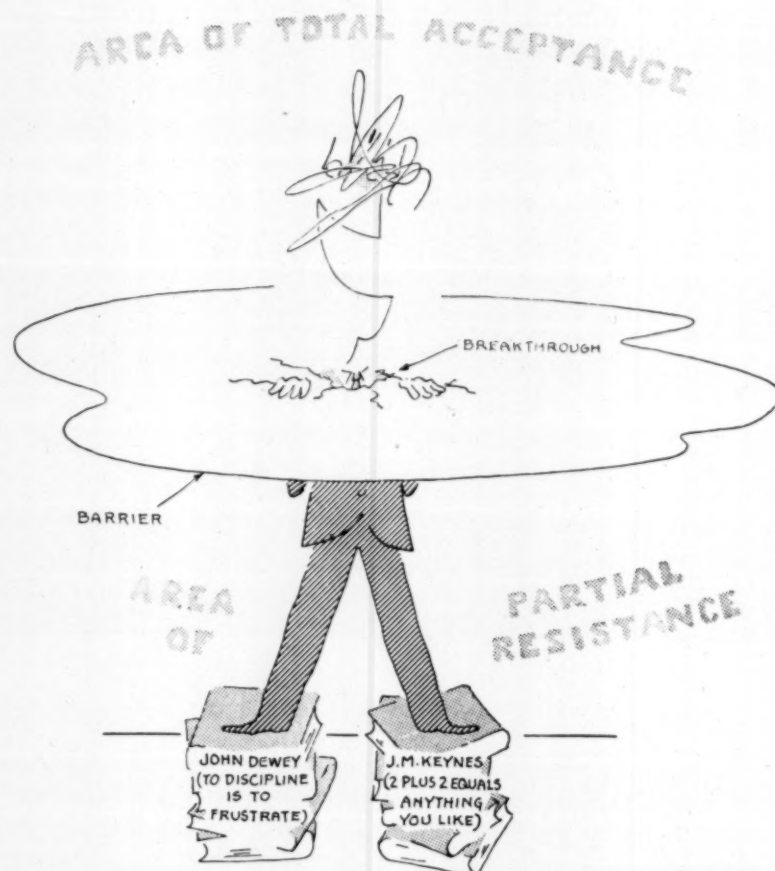 AREA OF TOTAL ACCEPTANCE
BREAKTHROUGH
BARRIER
AREA
OF
PARTIAL
RESISTANCE
JOHN DEWEY
(TO DISCIPLINE
IS TO
FRUSTRATE)
J.M. KEYNES
(2 PLUS 2 EQUALS
ANYTHING
YOU LIKE)